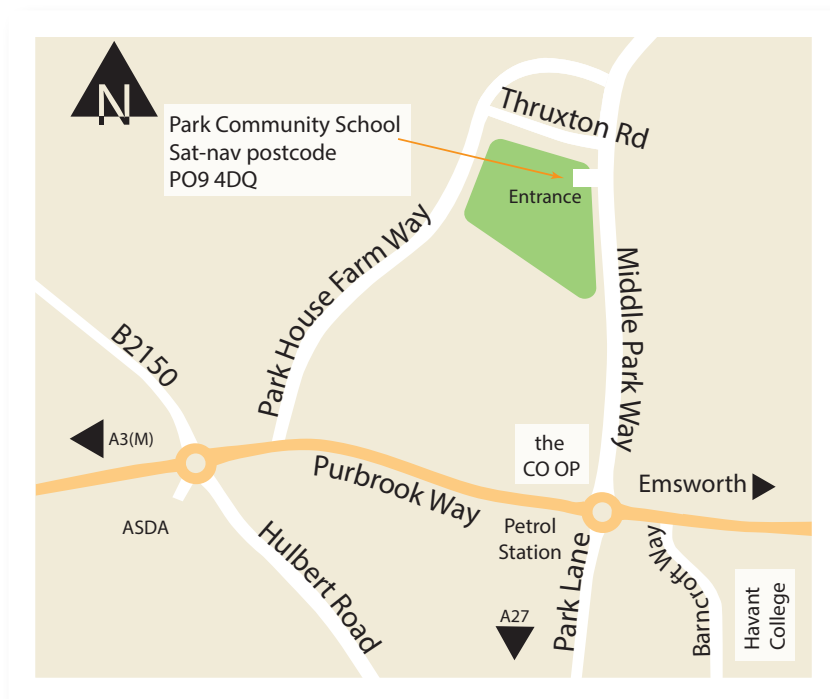 N
Park Community School
Sat-nav postcode
PO9 4DQ
Thruxton Rd
Entrance
Park House Farm Way
Middle Park Way
B2150
A3(M)
the
CO OP
Purbrook Way
Emsworth
Petrol
Station
ASDA
Hulbert Road
Park Lane
Barncroft Way
A27
Havant
College